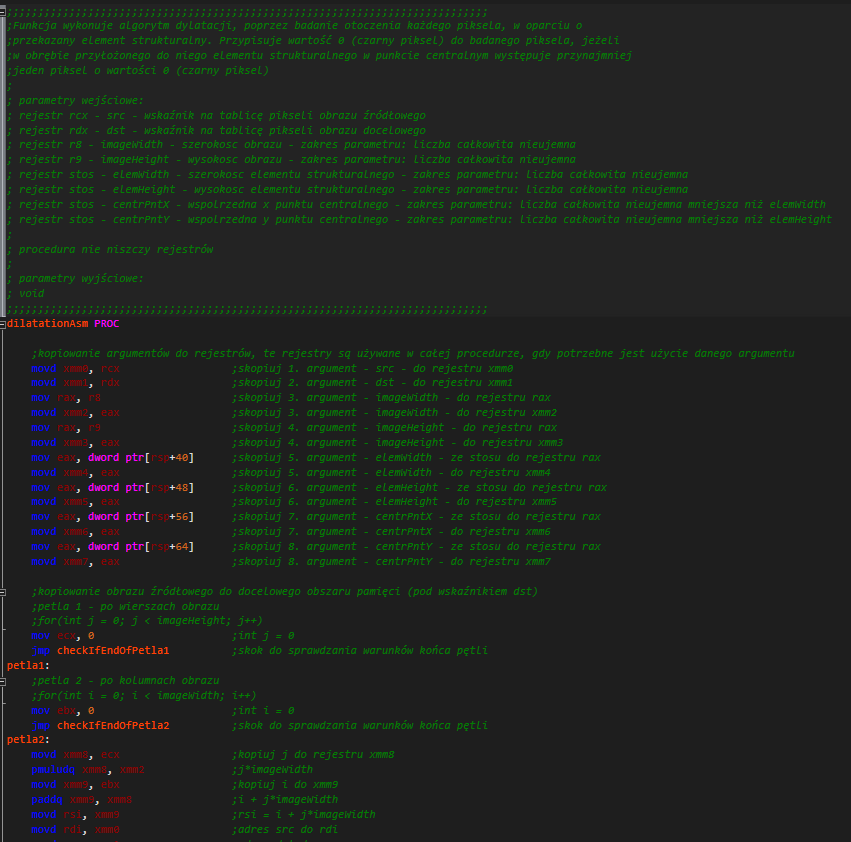 ;;;;;;;;;;;;;;;;;;;;;;;;;;;;;;;;;;;;;;;;;;;;;;;;;;;;;;;;;;;;;;;;;;;;;;;;;;;;;
;Funkcja wykonuje algorytm dylatacji, poprzez badanie otoczenia każdego piksela, w oparciu o
;przekazany element strukturalny. Przypisuje wartość 0 (czarny piksel) do badanego piksela, jeżeli
;w obrębie przyłożonego do niego elementu strukturalnego w punkcie centralnym występuje przynajmniej
;jeden piksel o wartości 0 (czarny piksel)
;
; parametry wejściowe:
; rejestr rcx - src - wskaźnik na tablicę pikseli obrazu źródłowego
; rejestr rdx - dst - wskaźnik na tablicę pikseli obrazu docelowego
; rejestr r8 - imageWidth - szerokosc obrazu - zakres parametru: liczba całkowita nieujemna
; rejestr r9 - imageHeight - wysokosc obrazu - zakres parametru: liczba całkowita nieujemna
; rejestr stos - elemWidth - szerokosc elementu strukturalnego - zakres parametru: liczba całkowita nieujemna
; rejestr stos - elemHeight - wysokosc elementu strukturalnego - zakres parametru: liczba całkowita nieujemna
; rejestr stos - centrPntX - wspolrzedna x punktu centralnego - zakres parametru: liczba całkowita nieujemna mniejsza niż elemWidth
; rejestr stos - centrPntY - wspolrzedna y punktu centralnego - zakres parametru: liczba całkowita nieujemna mniejsza niż elemHeight
;
; procedura nie niszczy rejestrów
;
; parametry wyjściowe:
; void
;;;;;;;;;;;;;;;;;;;;;;;;;;;;;;;;;;;;;;;;;;;;;;;;;;;;;;;;;;;;;;;;;;;;;;;;;;;;;
dilatationAsm PROC
;kopiowanie argumentów do rejestrów, te rejestry są używane w całej procedurze, gdy potrzebne jest użycie danego argumentu
movd xmm0, rcx ;skopiuj 1. argument - src - do rejestru xmm0
movd xmm1, rdx ;skopiuj 2. argument - dst - do rejestru xmm1
mov rax, r8 ;skopiuj 3. argument - imageWidth - do rejestru rax
movd xmm2, eax ;skopiuj 3. argument - imageWidth - do rejestru xmm2
mov rax, r9 ;skopiuj 4. argument - imageHeight - do rejestru rax
movd xmm3, eax ;skopiuj 4. argument - imageHeight - do rejestru xmm3
mov eax, dword ptr[rsp+40] ;skopiuj 5. argument - elemWidth - ze stosu do rejestru rax
movd xmm4, eax ;skopiuj 5. argument - elemWidth - do rejestru xmm4
mov eax, dword ptr[rsp+48] ;skopiuj 6. argument - elemHeight - ze stosu do rejestru rax
movd xmm5, eax ;skopiuj 6. argument - elemHeight - do rejestru xmm5
mov eax, dword ptr[rsp+56] ;skopiuj 7. argument - centrPntX - ze stosu do rejestru rax
movd xmm6, eax ;skopiuj 7. argument - centrPntX - do rejestru xmm6
mov eax, dword ptr[rsp+64] ;skopiuj 8. argument - centrPntY - ze stosu do rejestru rax
movd xmm7, eax ;skopiuj 8. argument - centrPntY - do rejestru xmm7
;kopiowanie obrazu źródłowego do docelowego obszaru pamięci (pod wskaźnikiem dst)
;petla 1 - po wierszach obrazu
;for(int j = 0; j < imageHeight; j++)
mov ecx, 0 ;int j = 0
jmp checkIfEndOfPetla1 ;skok do sprawdzania warunków końca pętli
petla1:
;petla 2 - po kolumnach obrazu
;for(int i = 0; i < imageWidth; i++)
mov ebx, 0 ;int i = 0
jmp checkIfEndOfPetla2 ;skok do sprawdzania warunków końca pętli
petla2:
movd xmm8, ecx ;kopiuj j do rejestru xmm8
pmuludq xmm8, xmm2 ;j*imageWidth
movd xmm9, ebx ;kopiuj i do xmm9
paddq xmm9, xmm8 ;i + j*imageWidth
movd rsi, xmm9 ;rsi = i + j*imageWidth
movd rdi, xmm0 ;adres src do rdi